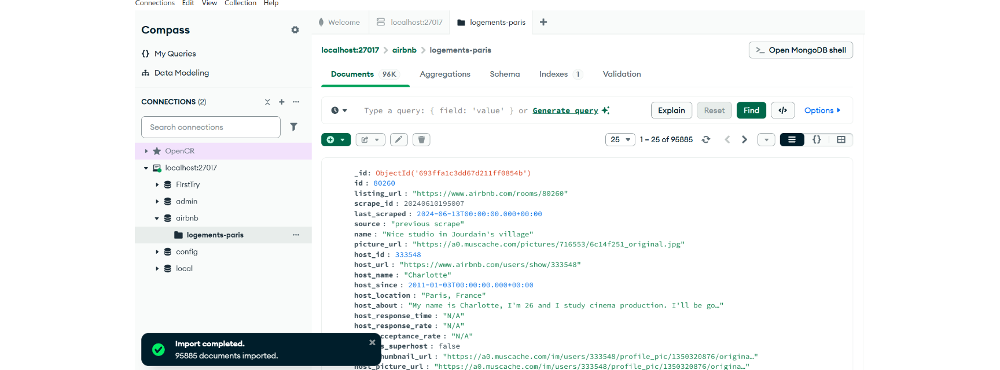 Connections Edit View Collection Help
Compass
My Queries
Data Modeling
CONNECTIONS (2)
Search connections
OpenCR
localhost:27017
FirstTry
admin
airbnb
logements-paris
config
local
Welcome localhost:27017 logements-paris
localhost:27017 > airbnb > logements-paris
>_ Open MongoDB shell
Documents 96K Aggregations Schema Indexes 1 Validation
Type a query: { field: 'value' } or Generate query
Explain Reset Find </> Options
25 1 – 25 of 95885 {}
_id: ObjectId('693ffa1c3dd67d211ff0854b')
id : 80260
listing_url : "https://www.airbnb.com/rooms/80260"
scrape_id : 20240610195007
last_scraped : 2024-06-13T00:00:00.000+00:00
source : "previous scrape"
name : "Nice studio in Jourdain's village"
picture_url : "https://a0.muscache.com/pictures/716553/6c14f251_original.jpg"
host_id : 333548
host_url : "https://www.airbnb.com/users/show/333548"
host_name : "Charlotte"
host_since : 2011-01-03T00:00:00.000+00:00
host_location : "Paris, France"
host_about : "My name is Charlotte, I'm 26 and I study cinema production. I'll be go…"
host_response_time : "N/A"
host_response_rate : "N/A"
cceptance_rate : "N/A"
s_superhost : false
humbnail_url : "https://a0.muscache.com/im/users/333548/profile_pic/1350320876/origina…"
host_picture_url : "https://a0.muscache.com/im/users/333548/profile_pic/1350320876/origina…"
Import completed.
95885 documents imported.